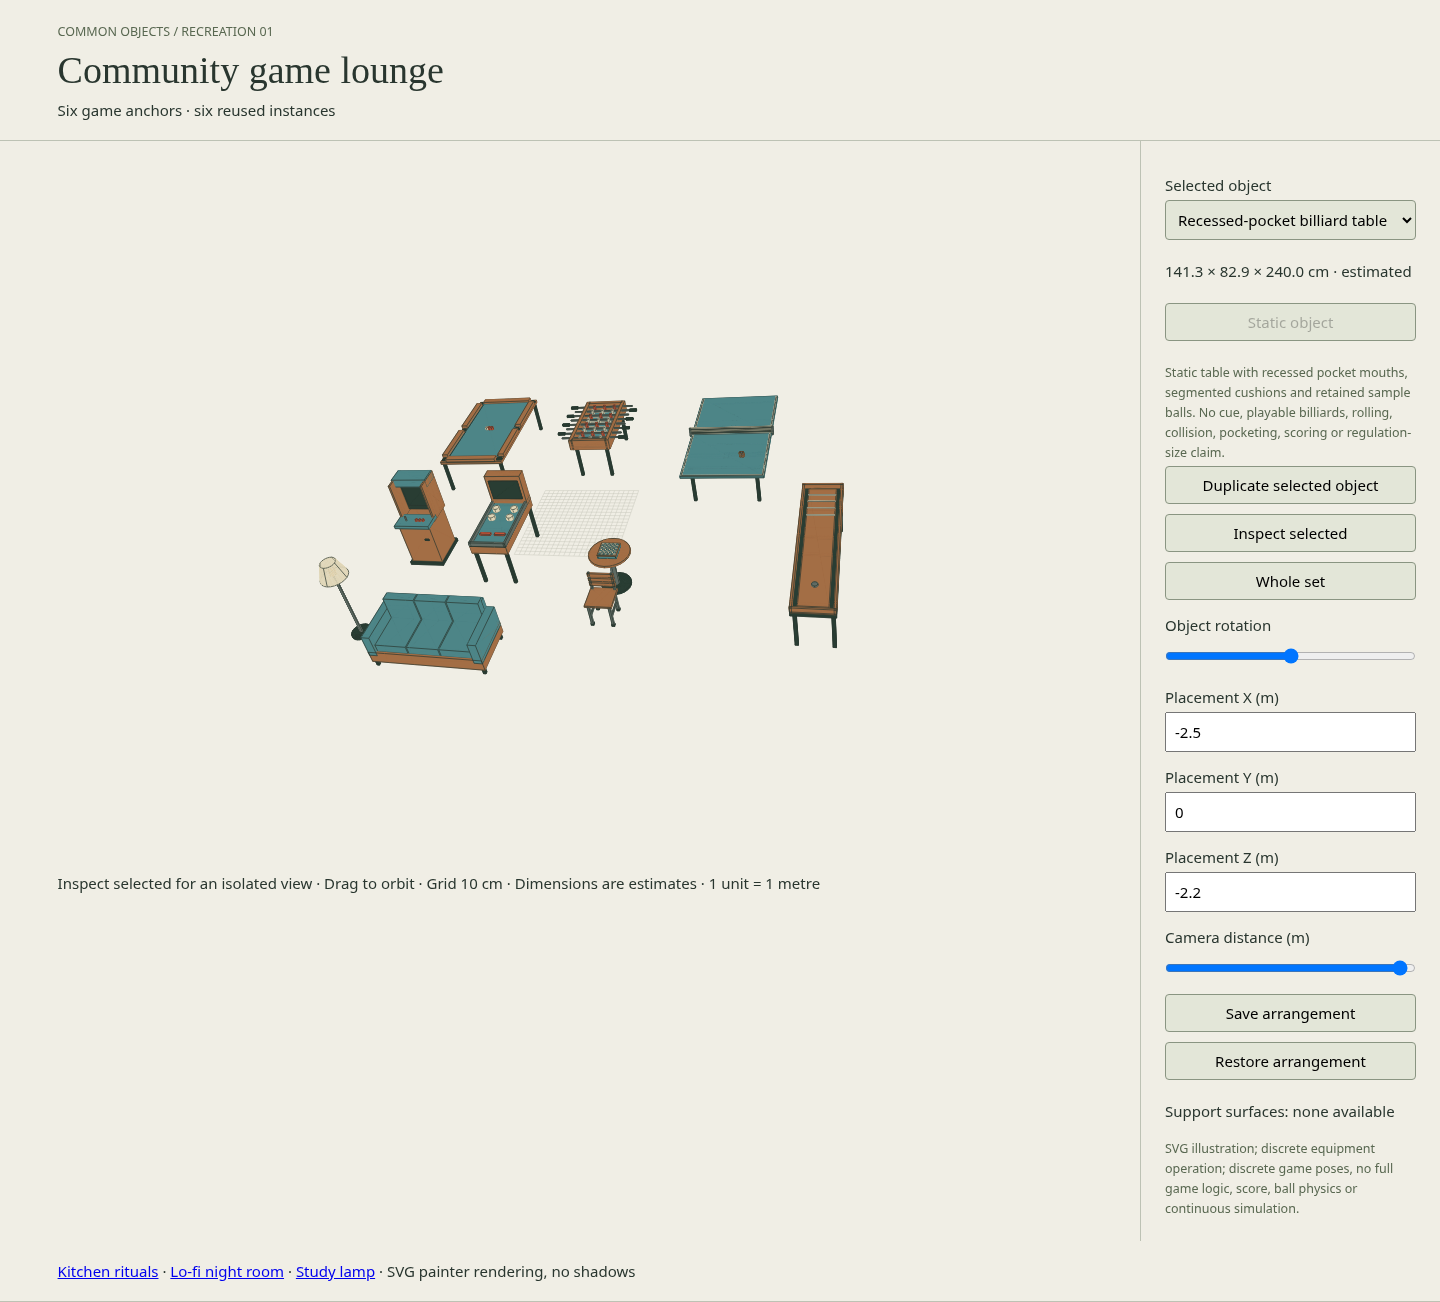 COMMON OBJECTS / RECREATION 01
Community game lounge
Six game anchors · six reused instances
Selected object
Recessed-pocket billiard table
141.3 × 82.9 × 240.0 cm · estimated
Static object
Static table with recessed pocket mouths,
segmented cushions and retained sample
balls. No cue, playable billiards, rolling,
collision, pocketing, scoring or regulation-
size claim.
Duplicate selected object
Inspect selected
Whole set
Object rotation
Placement X (m)
-2.5
Placement Y (m)
0
Placement Z (m)
-2.2
Camera distance (m)
Save arrangement
Restore arrangement
Support surfaces: none available
SVG illustration; discrete equipment
operation; discrete game poses, no full
game logic, score, ball physics or
continuous simulation.
Inspect selected for an isolated view · Drag to orbit · Grid 10 cm · Dimensions are estimates · 1 unit = 1 metre
Kitchen rituals · Lo-fi night room · Study lamp · SVG painter rendering, no shadows